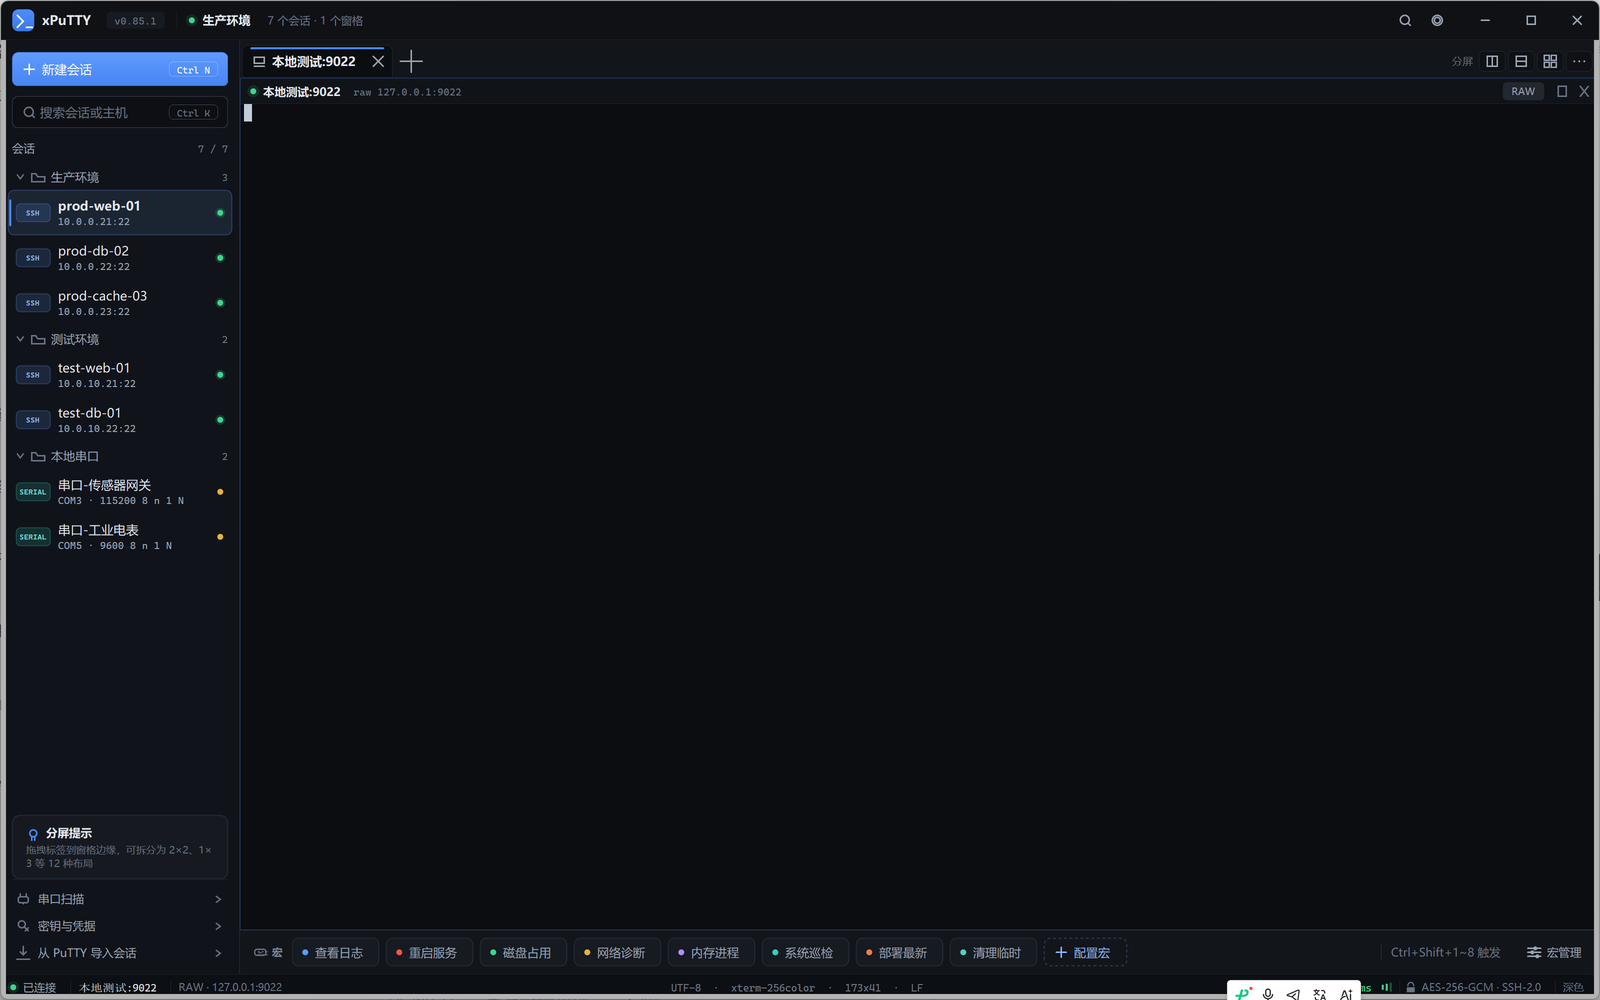 xPuTTY v0.85.1 生产环境 7 个会话 · 1 个窗格
新建会话 Ctrl N
搜索会话或主机 Ctrl K
会话 7 / 7
生产环境 3
SSH prod-web-01
10.0.0.21:22
SSH prod-db-02
10.0.0.22:22
SSH prod-cache-03
10.0.0.23:22
测试环境 2
SSH test-web-01
10.0.10.21:22
SSH test-db-01
10.0.10.22:22
本地串口 2
SERIAL 串口-传感器网关
COM3 · 115200 8 n 1 N
SERIAL 串口-工业电表
COM5 · 9600 8 n 1 N
分屏提示
拖拽标签到窗格边缘，可拆分为 2×2、1×
3 等 12 种布局
串口扫描
密钥与凭据
从 PuTTY 导入会话
本地测试:9022
分屏
本地测试:9022 raw 127.0.0.1:9022
RAW
宏 查看日志 重启服务 磁盘占用 网络诊断 内存进程 系统巡检 部署最新 清理临时 配置宏 Ctrl+Shift+1~8 触发 宏管理
已连接 本地测试:9022 RAW · 127.0.0.1:9022 UTF-8 · xterm-256color · 173x41 · LF ms AES-256-GCM · SSH-2.0 深色